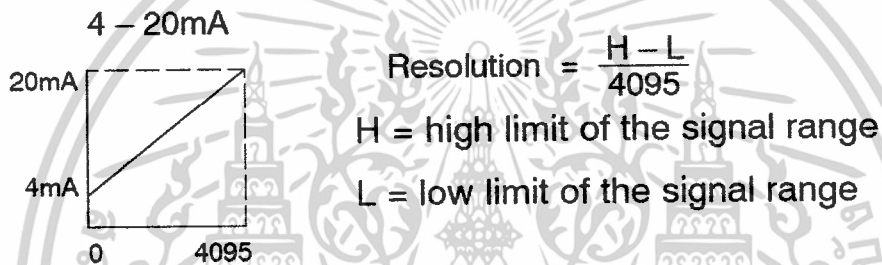 4 – 20mA
20mA
4mA
0 4095
Resolution = H – L
4095
H = high limit of the signal range
L = low limit of the signal range